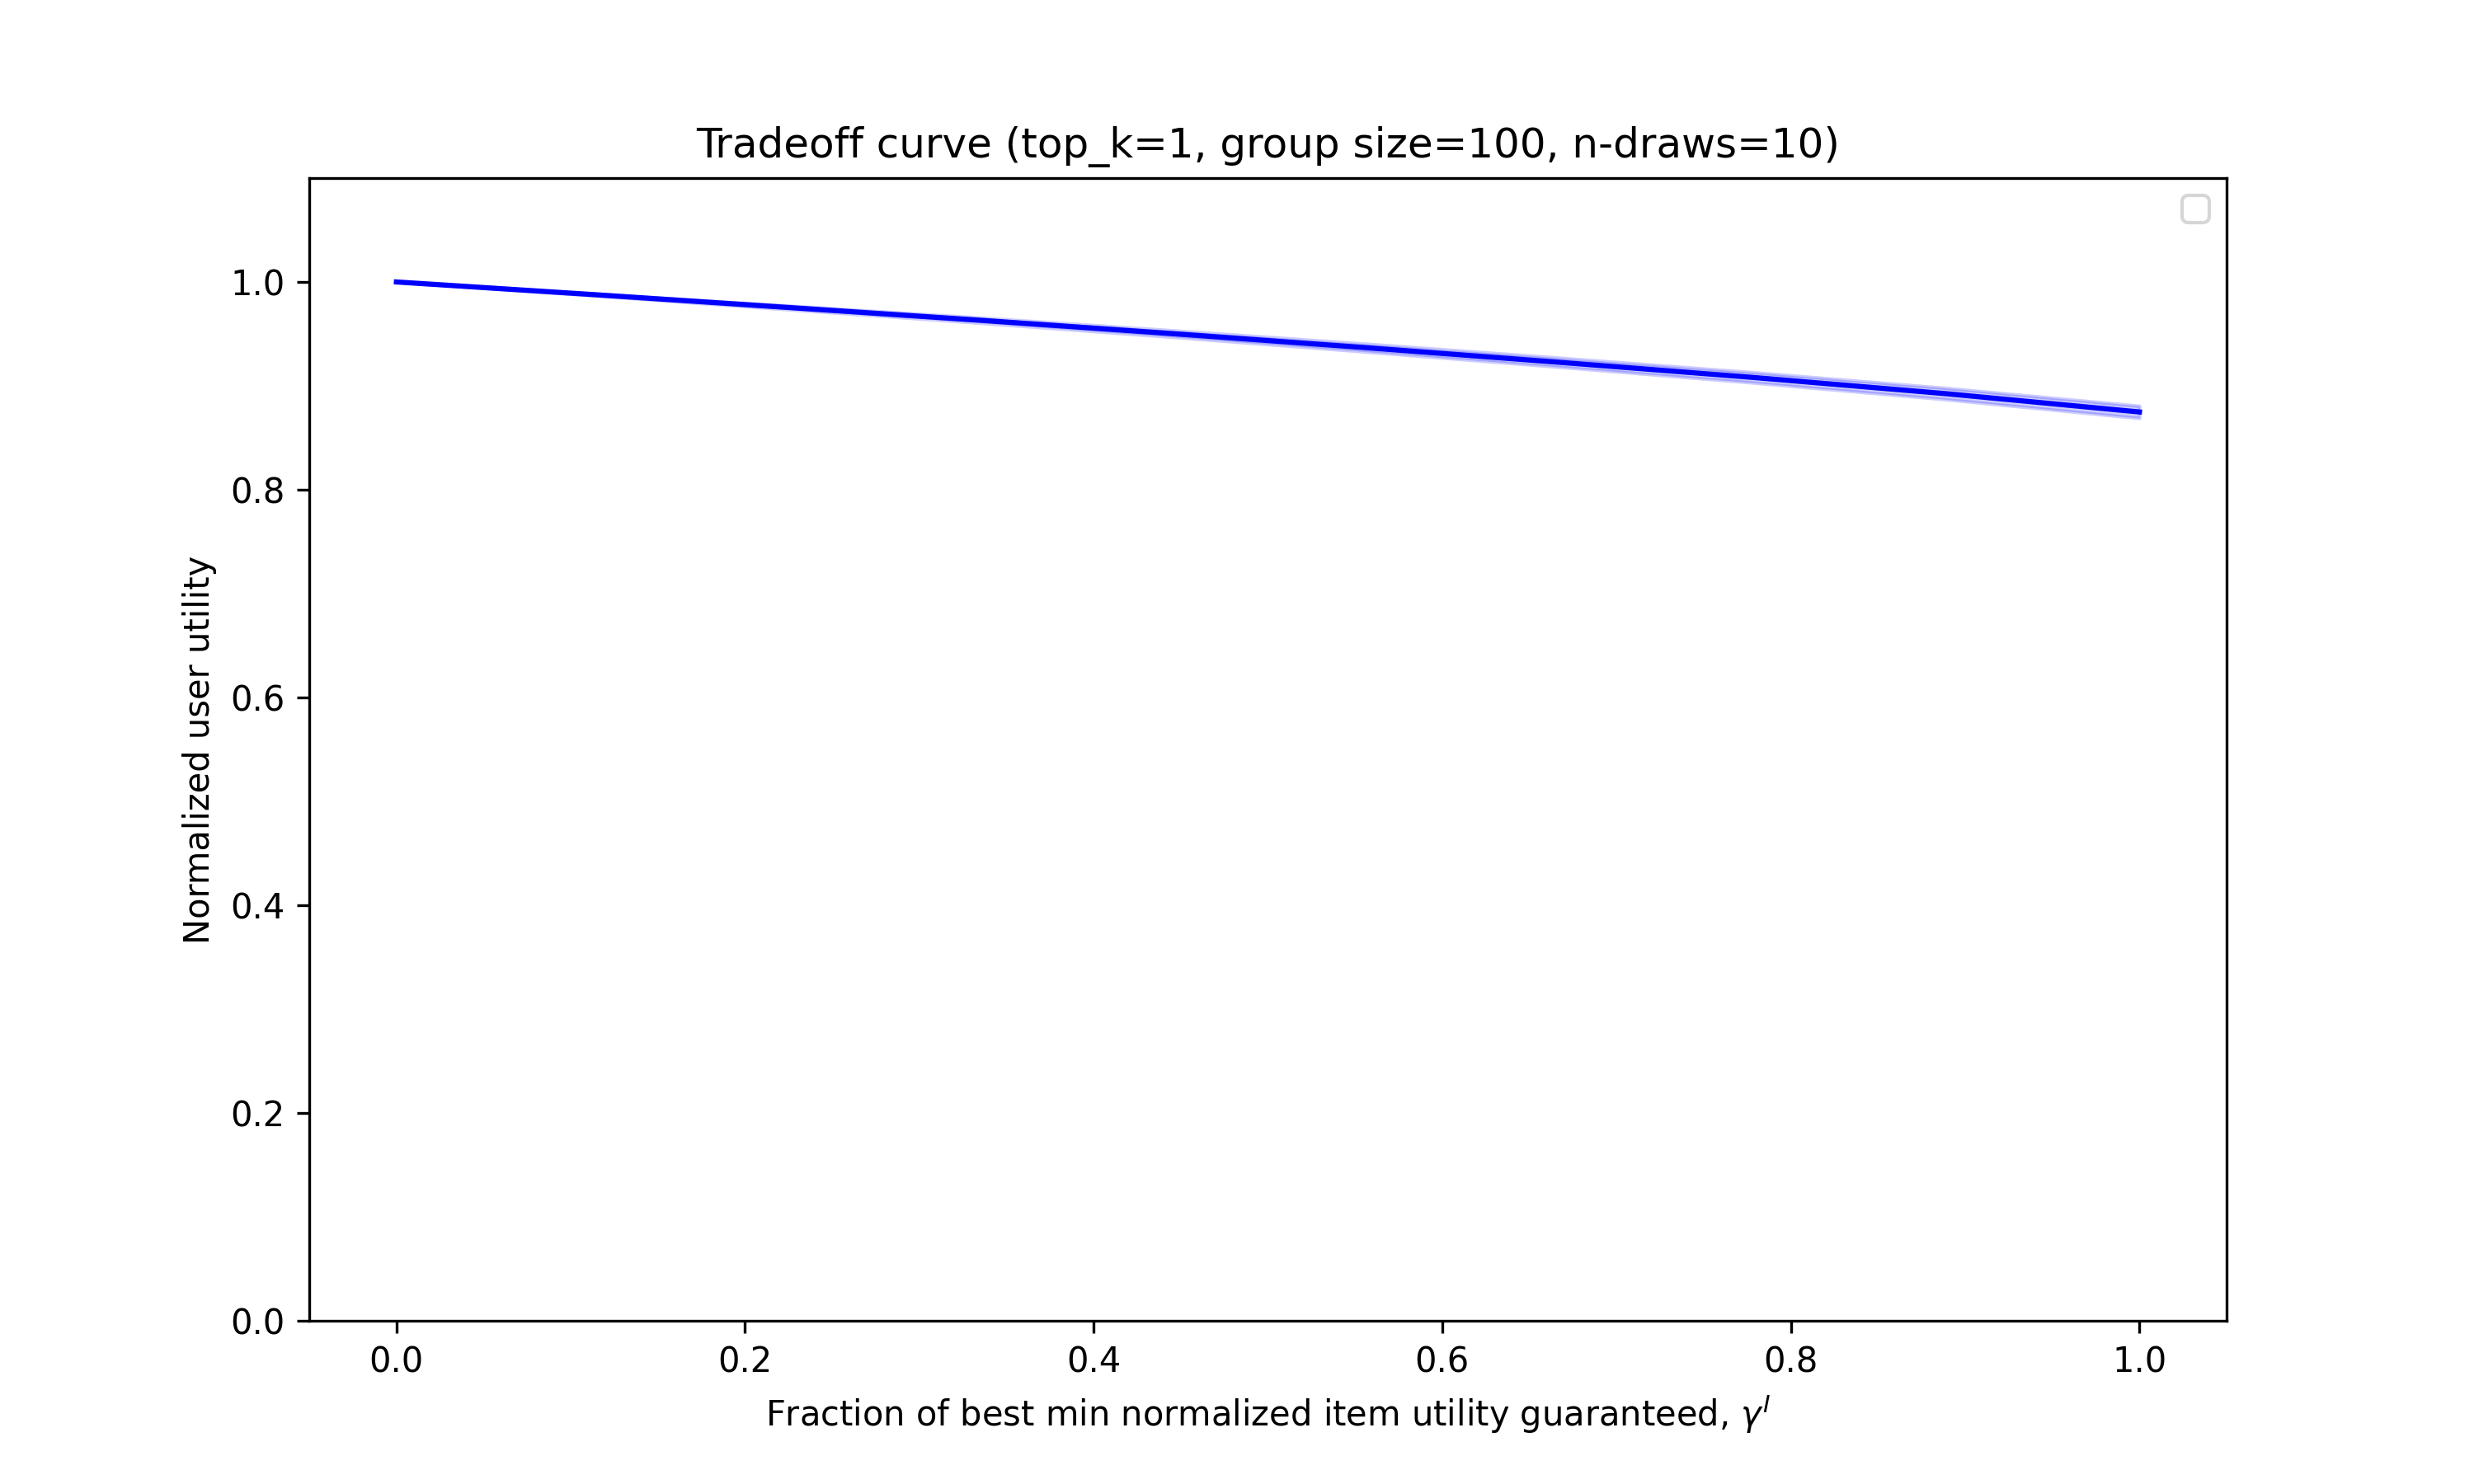 Tradeoff curve (top_k=1, group size=100, n-draws=10)
Normalized user utility
1.0
0.8
0.6
0.4
0.2
0.0
0.0 0.2 0.4 0.6 0.8 1.0
Fraction of best min normalized item utility guaranteed, γ^I